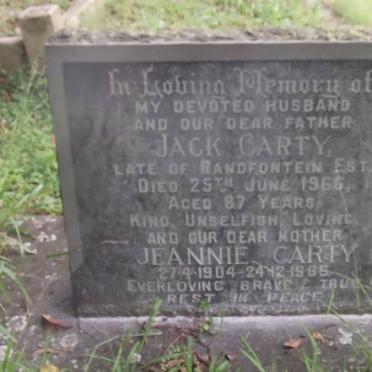 In Loving Memory of
MY DEVOTED HUSBAND
AND OUR DEAR FATHER
JACK CARTY,
LATE OF RANDFONTEIN EST.
DIED 25TH JUNE 1966,
AGED 87 YEARS
KIND, UNSELFISH, LOVING
AND OUR DEAR MOTHER
JEANNIE CARTY
27·4·1904-24·12·1985
EVERLOVING BRAVE & TRUE
REST IN PEACE